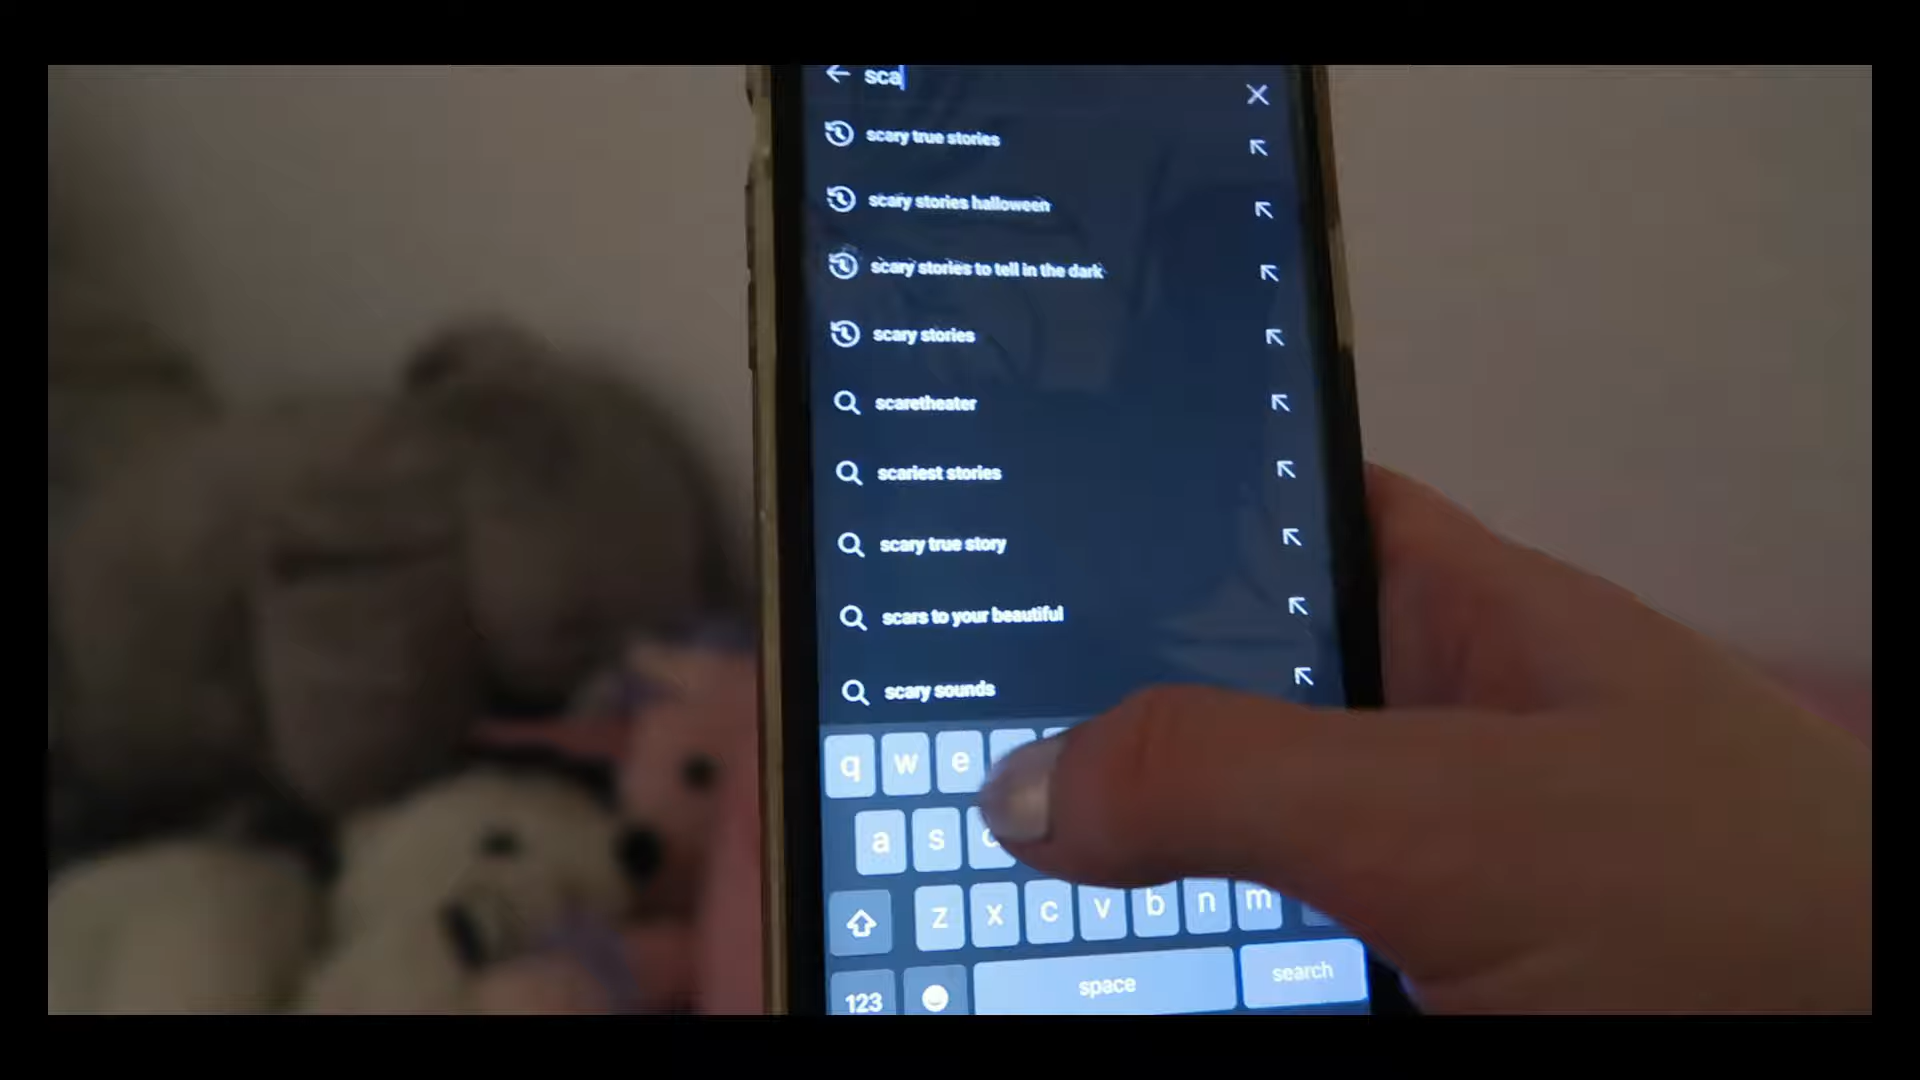 sca
scary true stories
scary stories halloween
scary stories to tell in the dark
scary stories
scaretheater
scariest stories
scary true story
scars to your beautiful
scary sounds
q w e
a s
z x c v b n m
123 space search